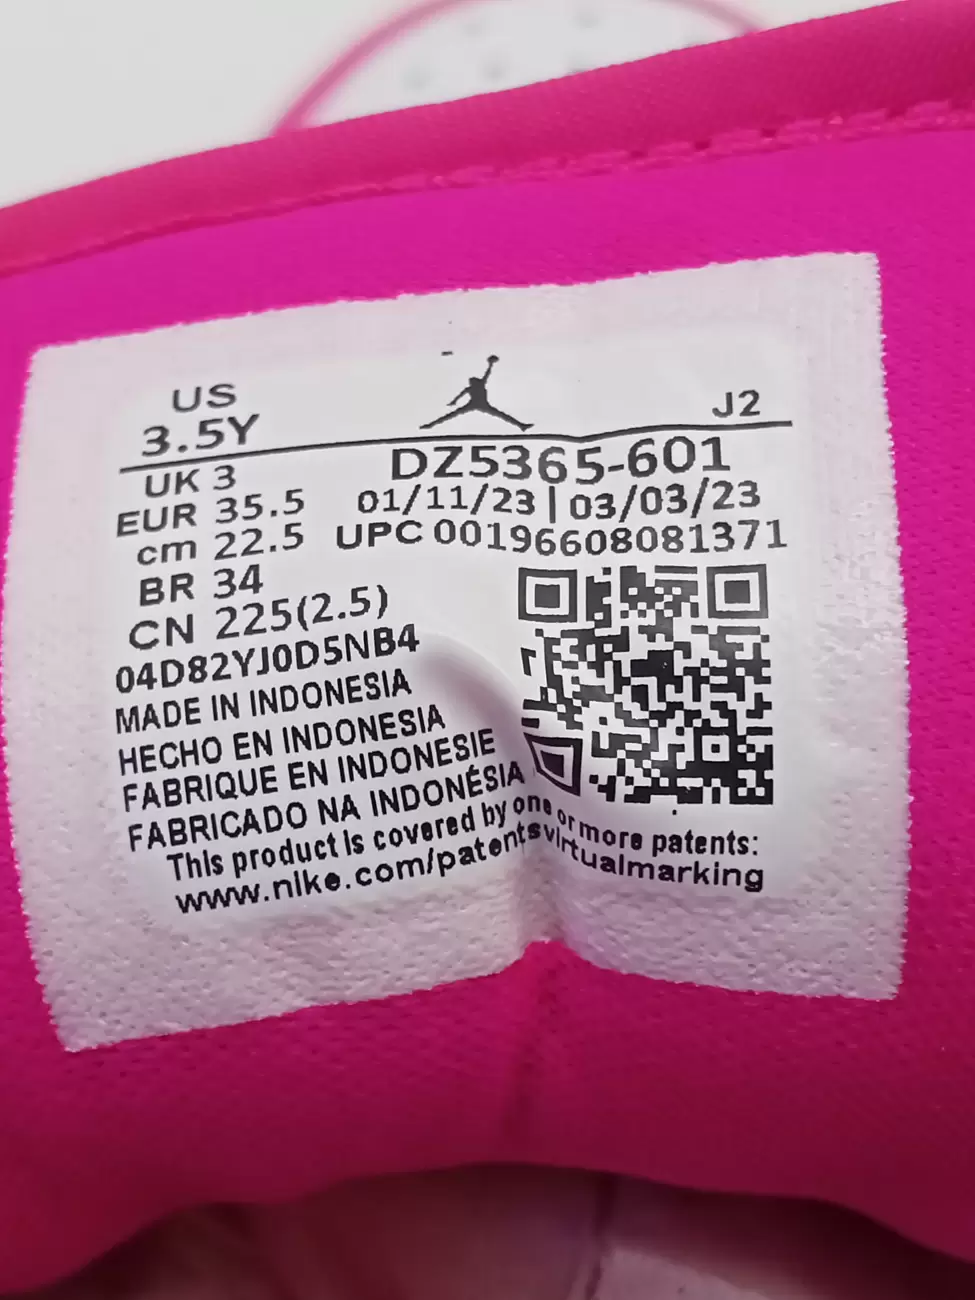 US
3.5Y
J2
UK 3
EUR 35.5
cm 22.5
BR 34
CN 225(2.5)
DZ5365-601
01/11/23 | 03/03/23
UPC 00196608081371
04D82YJ0D5NB4
MADE IN INDONESIA
HECHO EN INDONESIA
FABRIQUE EN INDONESIE
FABRICADO NA INDONÉSIA
This product is covered by one or more patents:
www.nike.com/patentsvirtualmarking